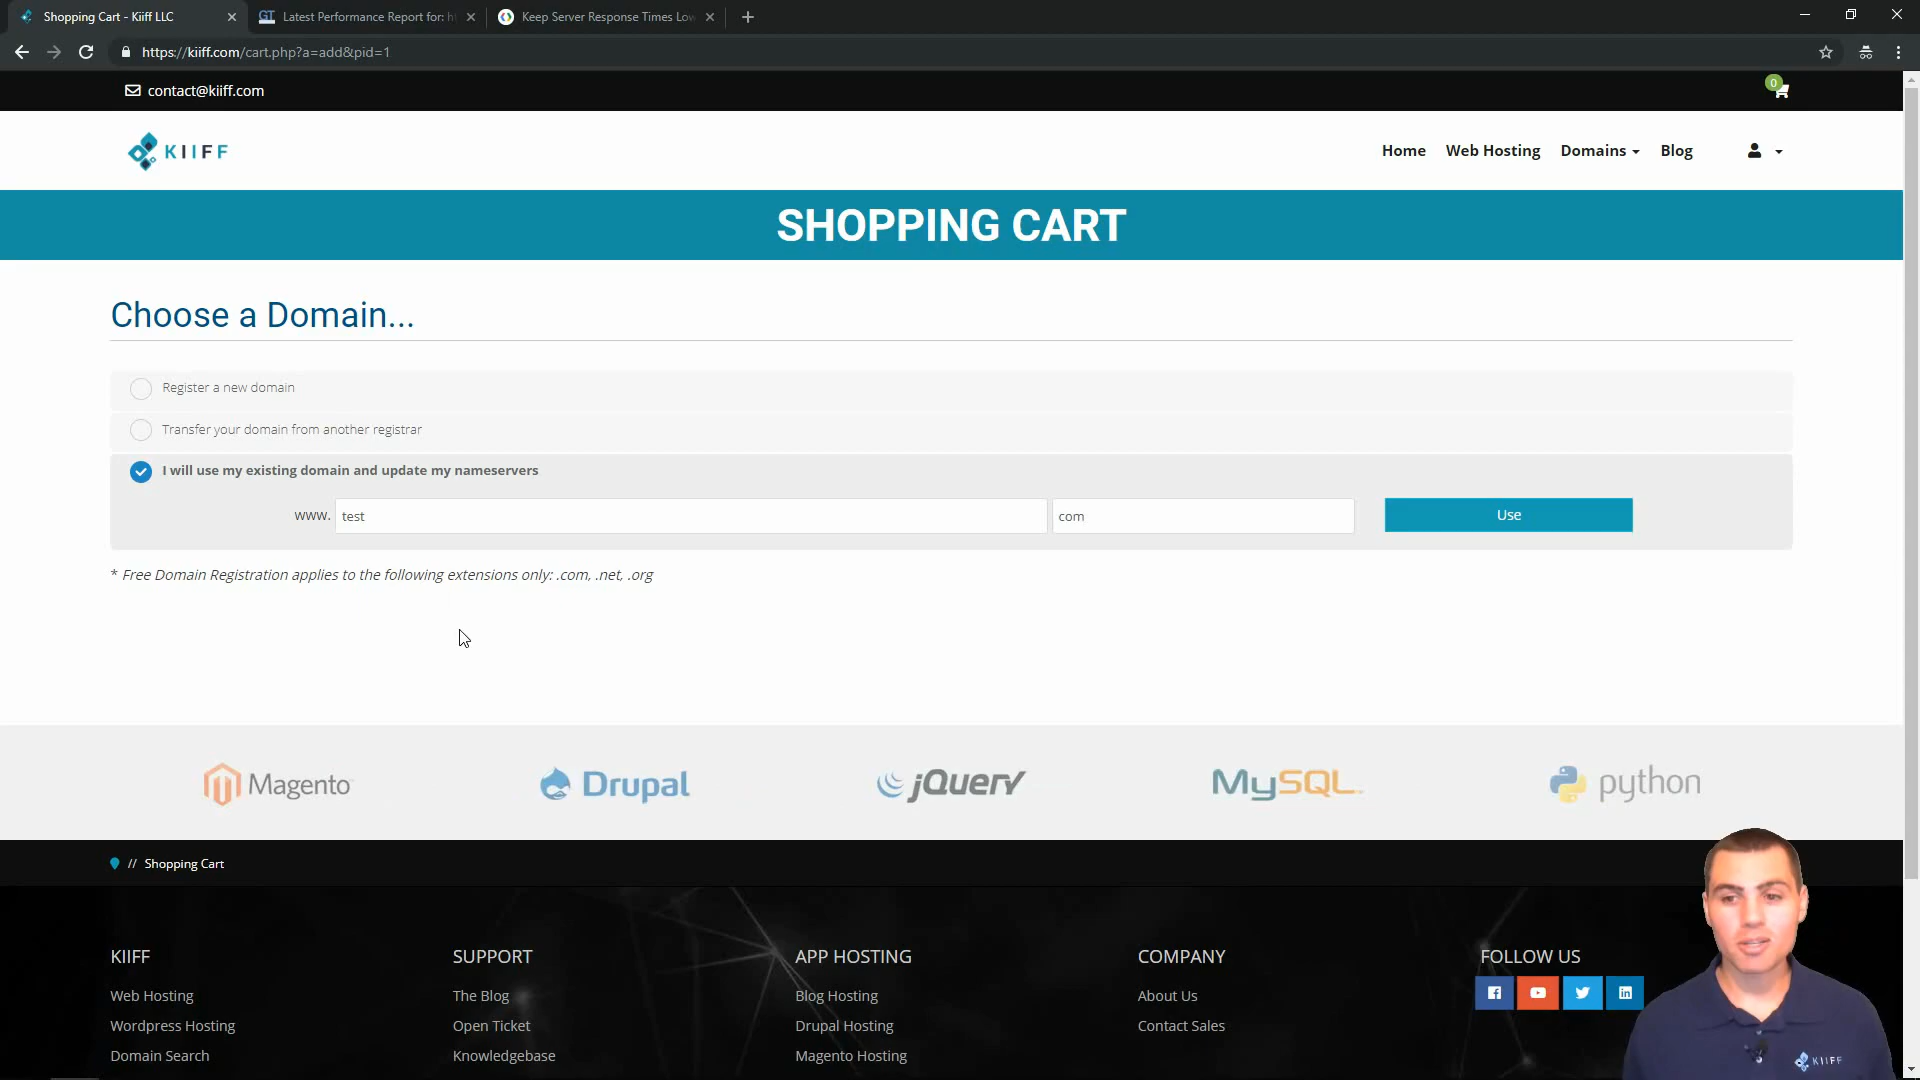 Shopping Cart - Kiiff LLC
Latest Performance Report for: h
Keep Server Response Times Low
https://kiiff.com/cart.php?a=add&pid=1
contact@kiiff.com
0
KIIFF
Home
Web Hosting
Domains
Blog
SHOPPING CART
Choose a Domain...
Register a new domain
Transfer your domain from another registrar
I will use my existing domain and update my nameservers
www.
test
com
Use
* Free Domain Registration applies to the following extensions only: .com, .net, .org
Magento
Drupal
jQuery
MySQL
python
// Shopping Cart
KIIFF
SUPPORT
APP HOSTING
COMPANY
FOLLOW US
Web Hosting
The Blog
Blog Hosting
About Us
Wordpress Hosting
Open Ticket
Drupal Hosting
Contact Sales
Domain Search
Knowledgebase
Magento Hosting
KIIFF